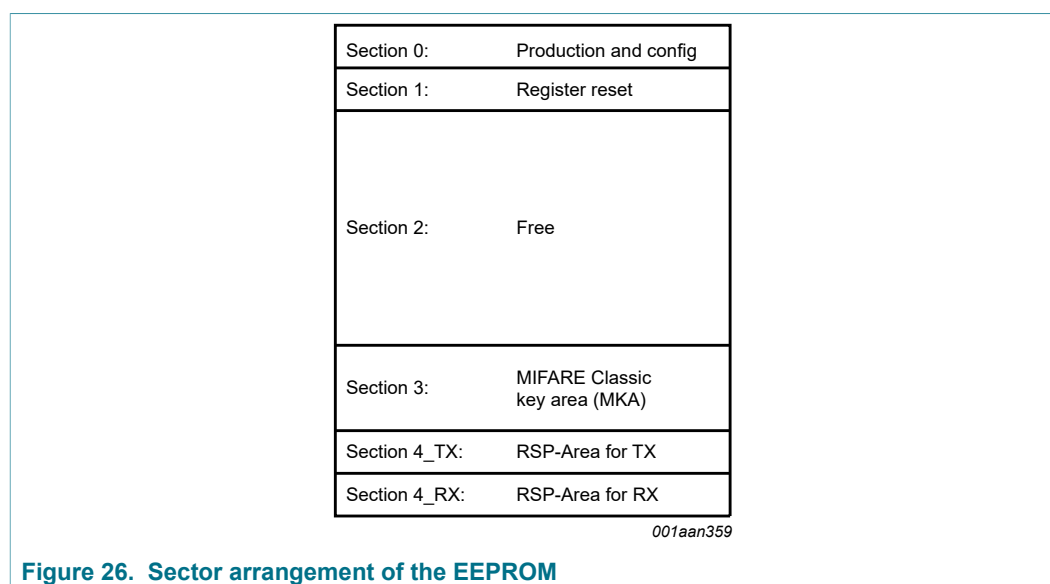 Section 0: Production and config
Section 1: Register reset
Section 2: Free
Section 3: MIFARE Classic
key area (MKA)
Section 4_TX: RSP-Area for TX
Section 4_RX: RSP-Area for RX
001aan359
Figure 26. Sector arrangement of the EEPROM